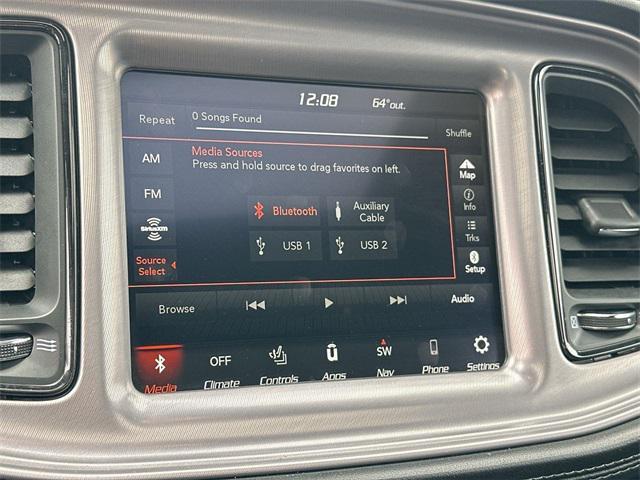 12:08 64°out.
Repeat 0 Songs Found Shuffle
Media Sources
Press and hold source to drag favorites on left.
AM
FM
SiriusXM
Source
Select
Bluetooth
Auxiliary
Cable
USB 1
USB 2
Map
Info
Trks
Setup
Browse
Audio
Media
OFF
Climate
Controls
Apps
SW
Nav
Phone
Settings